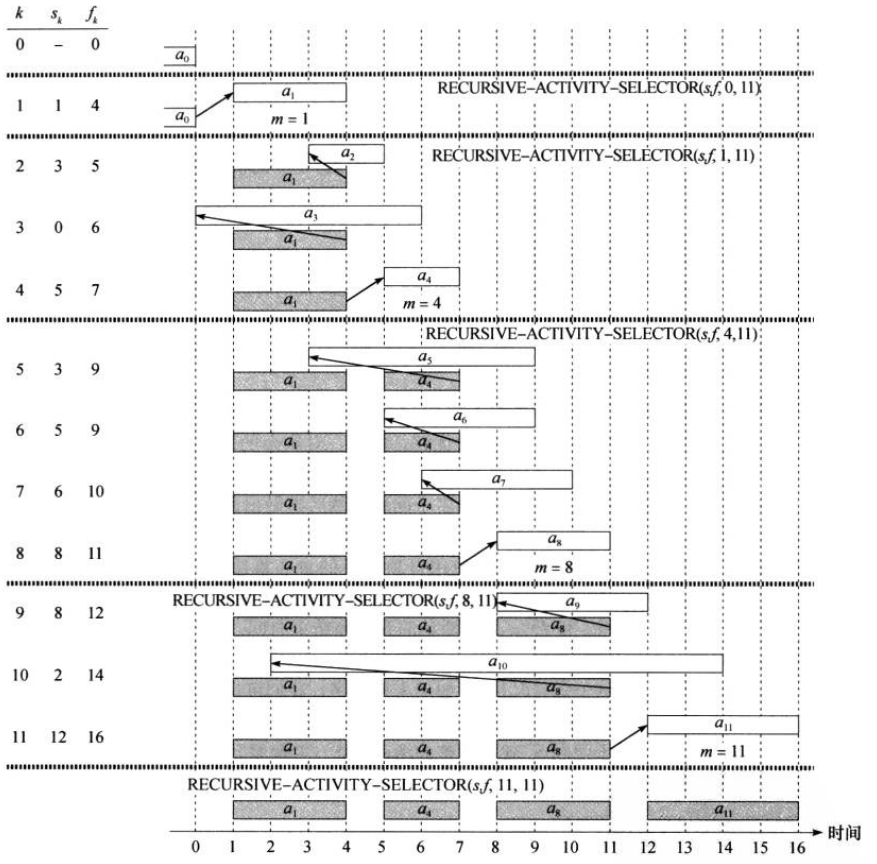 k s_k f_k
0 – 0
a_0
RECURSIVE–ACTIVITY–SELECTOR(s,f, 0, 11)
1 1 4
a_0 a_1
m = 1
RECURSIVE–ACTIVITY–SELECTOR(s,f, 1, 11)
2 3 5
a_2
a_1
3 0 6
a_3
a_1
4 5 7
a_4
a_1 m = 4
RECURSIVE–ACTIVITY–SELECTOR(s,f, 4,11)
5 3 9
a_5
a_1 a_4
6 5 9
a_6
a_1 a_4
7 6 10
a_7
a_1 a_4
8 8 11
a_8
a_1 a_4 m = 8
RECURSIVE–ACTIVITY–SELECTOR(s,f, 8, 11)
9 8 12
a_9
a_1 a_4 a_8
10 2 14
a_10
a_1 a_4 a_8
11 12 16
a_11
a_1 a_4 a_8 m = 11
RECURSIVE–ACTIVITY–SELECTOR(s,f, 11, 11)
a_1 a_4 a_8 a_11
时间
0 1 2 3 4 5 6 7 8 9 10 11 12 13 14 15 16